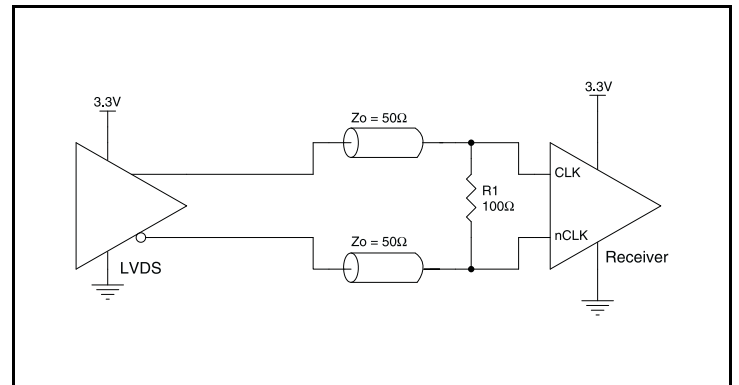 3.3V
3.3V
Zo = 50Ω
CLK
R1
100Ω
nCLK
Zo = 50Ω
LVDS
Receiver